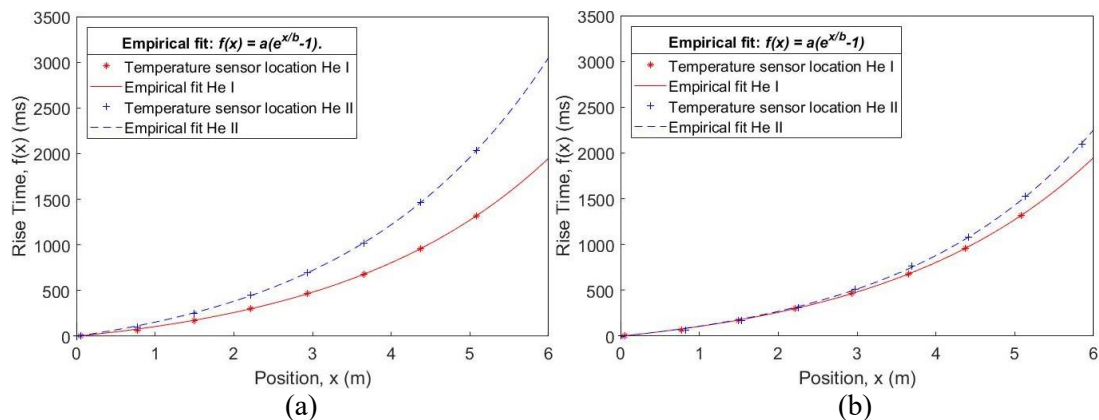 3500
3000
2500
2000
1500
1000
500
0
Rise Time, f(x) (ms)
Empirical fit: f(x) = a(e^{x/b}-1).
Temperature sensor location He I
Empirical fit He I
Temperature sensor location He II
Empirical fit He II
0 1 2 3 4 5 6
Position, x (m)
(a)
3500
3000
2500
2000
1500
1000
500
0
Rise Time, f(x) (ms)
Empirical fit: f(x) = a(e^{x/b}-1)
Temperature sensor location He I
Empirical fit He I
Temperature sensor location He II
Empirical fit He II
0 1 2 3 4 5 6
Position, x (m)
(b)